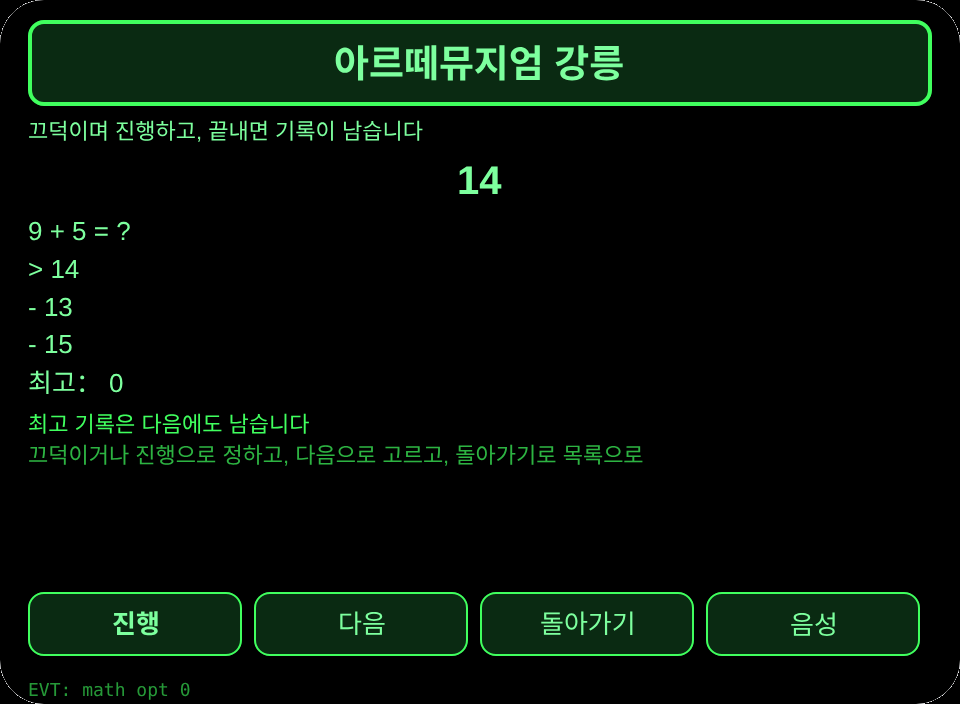 아르떼뮤지엄 강릉
끄덕이며 진행하고, 끝내면 기록이 남습니다
14
9 + 5 = ?
> 14
- 13
- 15
최고: 0
최고 기록은 다음에도 남습니다
끄덕이거나 진행으로 정하고, 다음으로 고르고, 돌아가기로 목록으로
진행 다음 돌아가기 음성
EVT: math opt 0